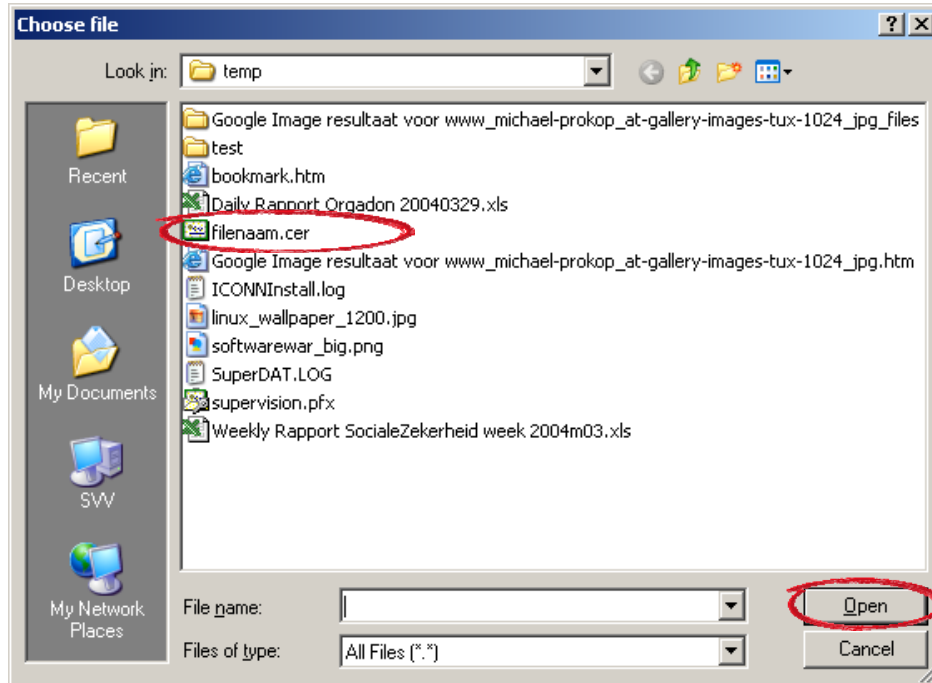 Choose file
Look in:
temp
Google Image resultaat voor www_michael-prokop_at-gallery-images-tux-1024_jpg_files
test
bookmark.htm
Daily Rapport Orgadon 20040329.xls
filenaam.cer
Google Image resultaat voor www_michael-prokop_at-gallery-images-tux-1024_jpg.htm
ICONNInstall.log
linux_wallpaper_1200.jpg
softwarewar_big.png
SuperDAT.LOG
supervision.pfx
Weekly Rapport SocialeZekerheid week 2004m03.xls
Recent
Desktop
My Documents
SVV
My Network
Places
File name:
Open
Files of type:
All Files (*.*)
Cancel